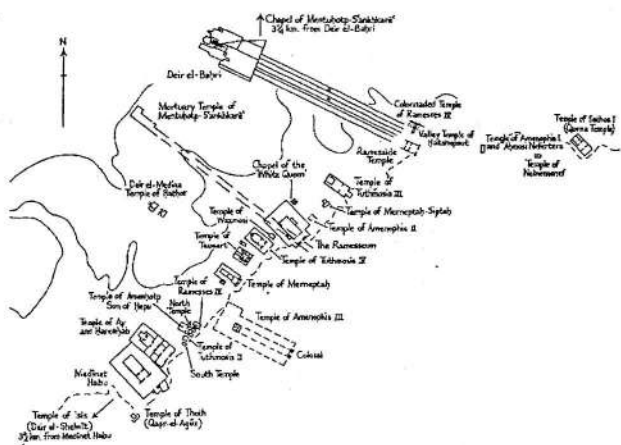 Chapel of Mentuhotp-S'ankhkarē'
3¼ km. from Deir el-Bahri
N
Deir el-Bahri
Colonnaded Temple
of Ramesses IV
Mortuary Temple of
Mentuhotp-S'ankhkarē'
Valley Temple of
Temple of Sethos I
(Qurna Temple)
Ramesside
Temple
Temple of Amenophis I
and Ahmosi Nefertere
Temple of
Nebwenenef
Chapel of the
'White Queen'
Temple of
Tuthmosis III
Deir el-Medina
Temple of Hathor
Temple of Merneptah-Siptah
Temple of
Wazmosi
Temple of Amenophis II
Temple of
Tausert
The Ramesseum
Temple of Tuthmosis IV
Temple of
Ramesses IV
Temple of Merneptah
Temple of Amenhotp
Son of Hapu
North
Temple
Temple of Amenophis III
Temple of Ay
and Haremhab
Temple of
Tuthmosis II
Colossi
Medinet
Habu
South Temple
Temple of Isis
(Deir el-Shelwit)
3½ km. from Medinet Habu
Temple of Thoth
(Qasr-el-Agûz)